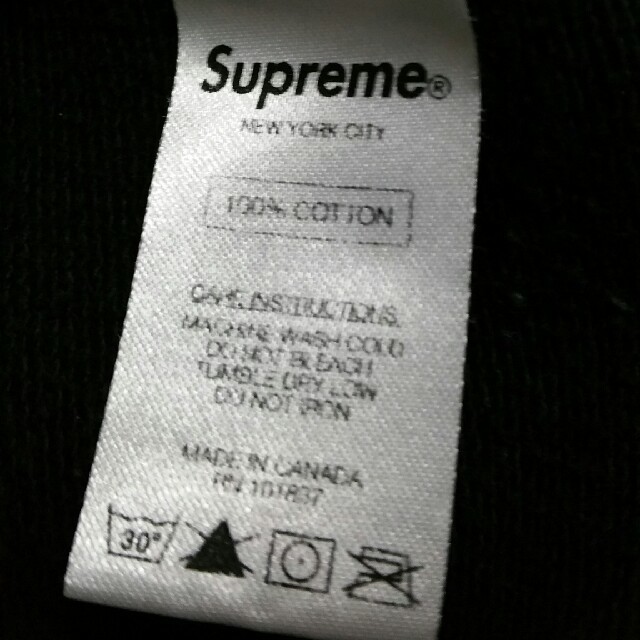 Supreme®
NEW YORK CITY
100% COTTON
CARE INSTRUCTIONS
MACHINE WASH COLD
DO NOT BLEACH
TUMBLE DRY LOW
DO NOT IRON
MADE IN CANADA
RN 101837
30°